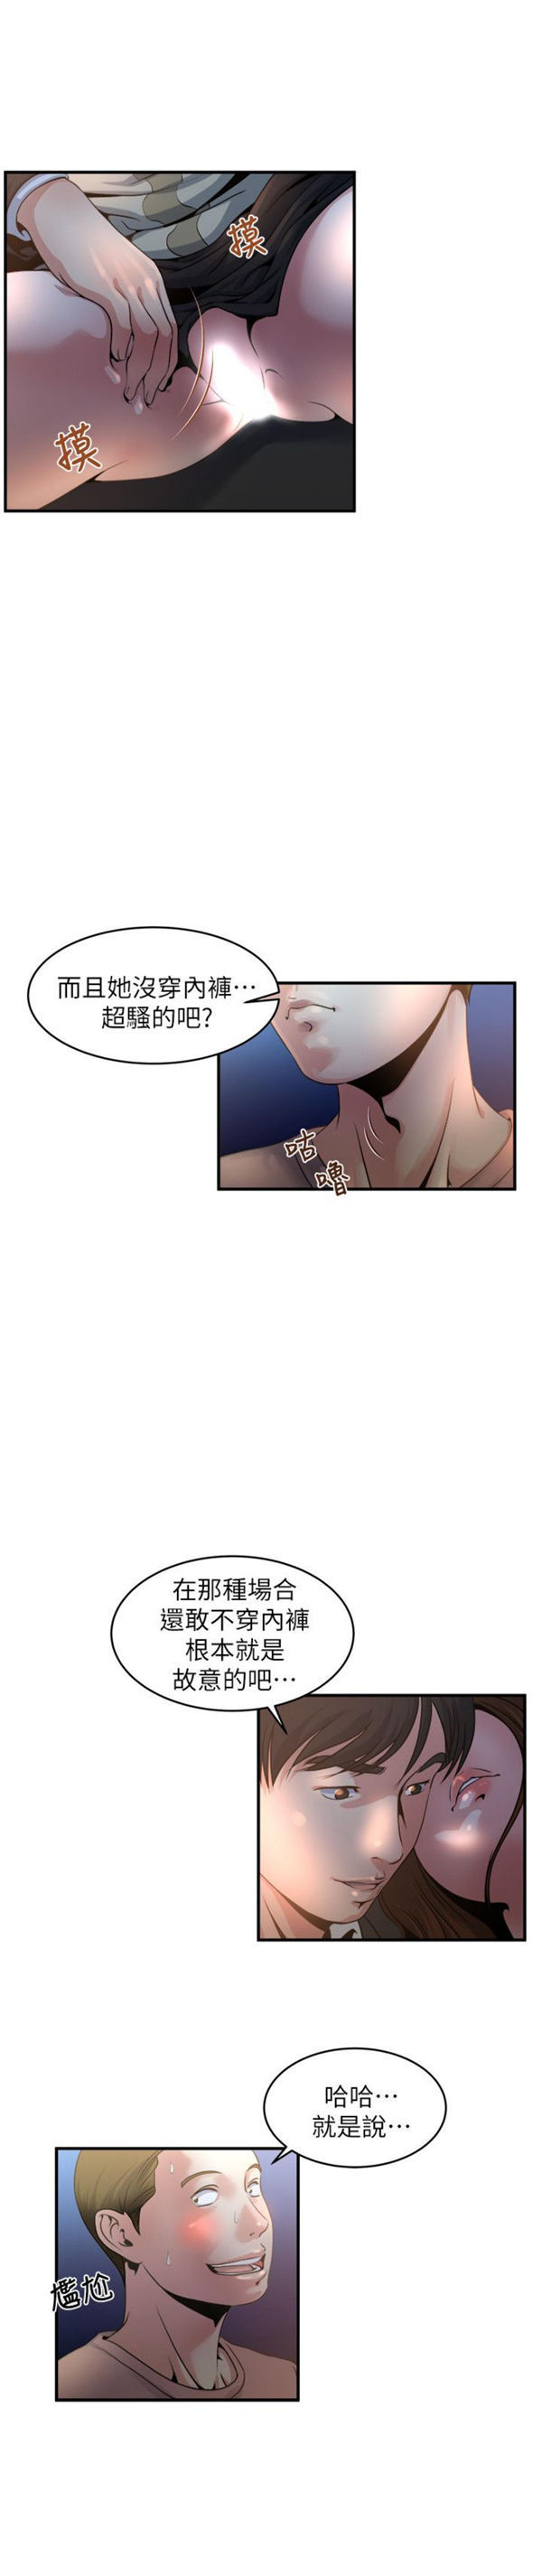 摸
摸
而且她沒穿內褲…
超騷的吧?
咕
嚕
在那種場合
還敢不穿內褲
根本就是
故意的吧…
哈哈…
就是說…
尷尬